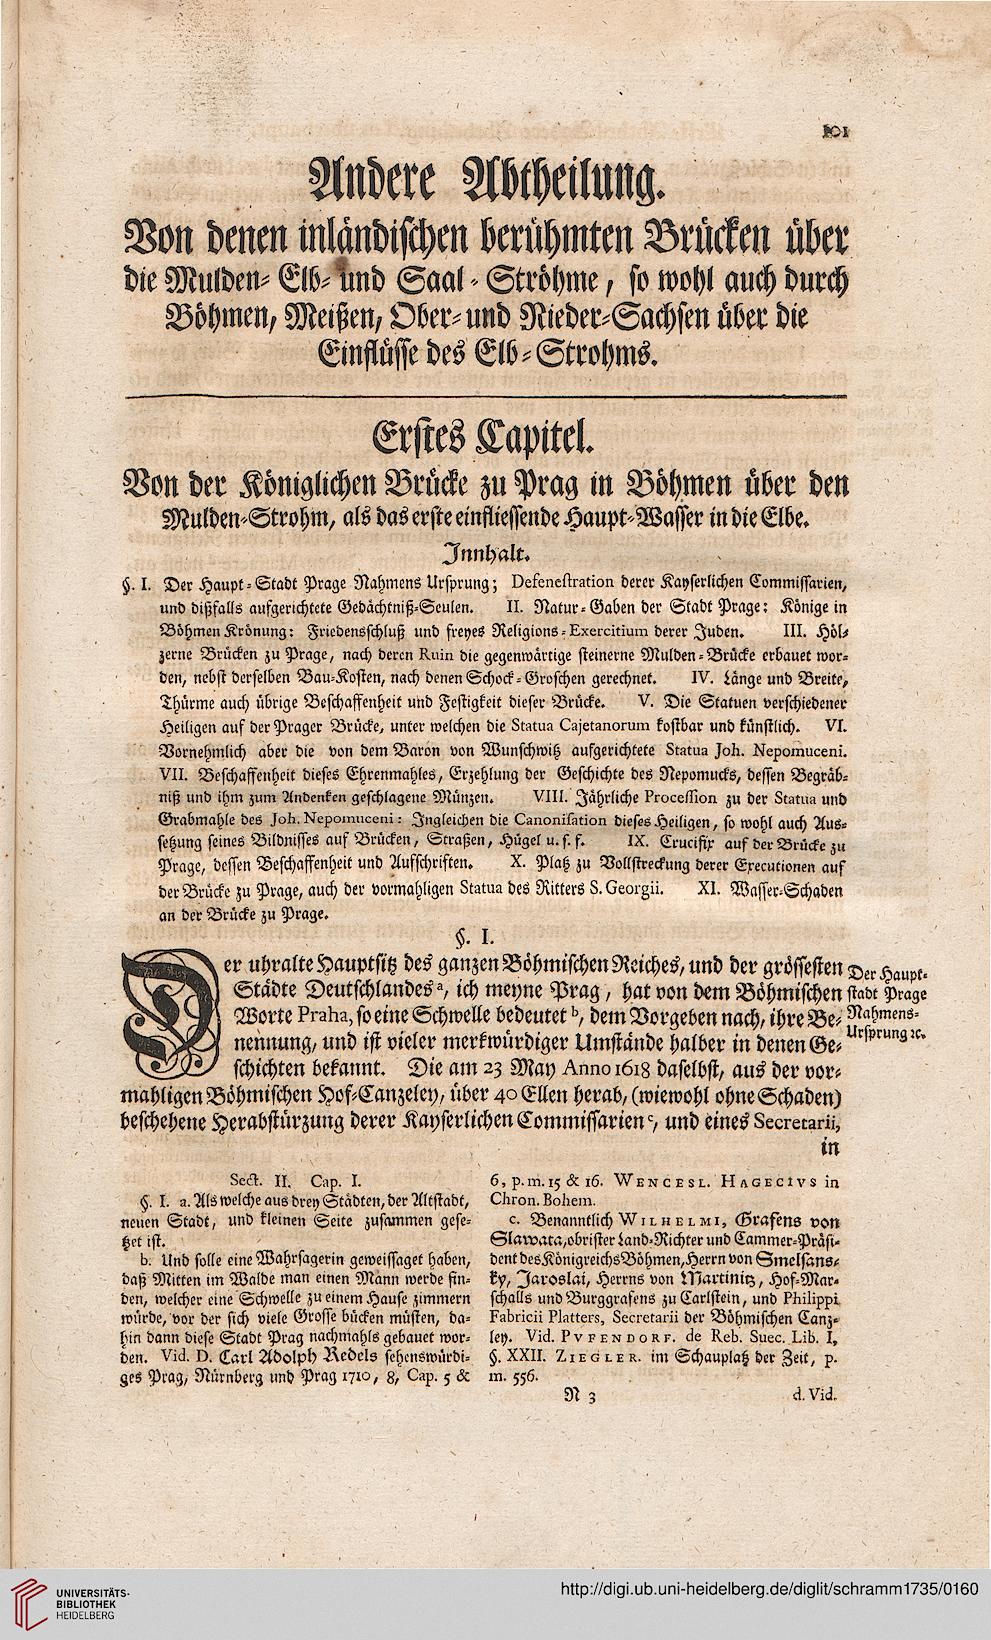 101
Andere Abtheilung.
Von denen inländischen berühmten Brücken über
die Mulden- Elb- und Saal- Ströhme, so wohl auch durch
Böhmen, Meißen, Ober- und Nieder-Sachsen über die
Einflüsse des Elb-Strohms.
Erstes Capitel.
Von der Königlichen Brücke zu Prag in Böhmen über den
Mulden-Strohm, als das erste einfliessende Haupt-Wasser in die Elbe.
Innhalt.
§. I. Der Haupt-Stadt Prage Nahmens Ursprung; Defenestration derer Kayserlichen Commissarien,
und dißfalls aufgerichtete Gedächtniß-Seulen. II. Natur-Gaben der Stadt Prage: Könige in
Böhmen Krönung: Friedensschluß und freyes Religions-Exercitium derer Juden. III. Höl-
zerne Brücken zu Prage, nach deren Ruin die gegenwärtige steinerne Mulden-Brücke erbauet wor-
den, nebst derselben Bau-Kosten, nach denen Schock-Groschen gerechnet. IV. Länge und Breite,
Thürme auch übrige Beschaffenheit und Festigkeit dieser Brücke. V. Die Statuen verschiedener
Heiligen auf der Prager Brücke, unter welchen die Statua Cajetanorum kostbar und künstlich. VI.
Vornehmlich aber die von dem Baron von Wunschwitz aufgerichtete Statua Joh. Nepomuceni.
VII. Beschaffenheit dieses Ehrenmahles, Erzehlung der Geschichte des Nepomucks, dessen Begräb-
niß und ihm zum Andenken geschlagene Münzen. VIII. Jährliche Procession zu der Statua und
Grabmahle des Joh. Nepomuceni: Ingleichen die Canonisation dieses Heiligen, so wohl auch Aus-
setzung seines Bildnisses auf Brücken, Straßen, Hügel u. s. f. IX. Crucifix auf der Brücke zu
Prage, dessen Beschaffenheit und Aufschriften. X. Platz zu Vollstreckung derer Executionen auf
der Brücke zu Prage, auch der vormahligen Statua des Ritters S. Georgii. XI. Wasser-Schaden
an der Brücke zu Prage.
§. I.
Der uhralte Hauptsitz des ganzen Böhmischen Reiches, und der grössesten
Städte Deutschlandes a, ich meyne Prag, hat von dem Böhmischen
Worte Praha, so eine Schwelle bedeutet b, dem Vorgeben nach, ihre Be-
nennung, und ist vieler merkwürdiger Umstände halber in denen Ge-
schichten bekannt. Die am 23 May Anno 1618 daselbst, aus der vor-
mahligen Böhmischen Hof-Canzeley, über 40 Ellen herab, (wiewohl ohne Schaden)
beschehene Herabstürzung derer Kayserlichen Commissarien c, und eines Secretarii,
in
Der Haupt-
stadt Prage
Nahmens-
Ursprung ꝛc.
Sect. II. Cap. I.
§. I. a. Als welche aus drey Städten, der Altstadt,
neuen Stadt, und kleinen Seite zusammen gese-
tzet ist.
b. Und solle eine Wahrsagerin geweissaget haben,
daß Mitten im Walde man einen Mann werde fin-
den, welcher eine Schwelle zu einem Hause zimmern
würde, vor der sich viele Grosse bücken müsten, da-
hin dann diese Stadt Prag nachmahls gebauet wor-
den. Vid. D. Carl Adolph Redels sehenswürdi-
ges Prag, Nürnberg und Prag 1710, 8, Cap. 5 &
6, p. m. 15 & 16. WENCESL. HAGECIVS in
Chron. Bohem.
c. Benanntlich WILHELMI, Grafens von
Slawata, obrister Land-Richter und Cammer-Präsi-
dent des Königreichs Böhmen, Herrn von Smelsans-
ky, Jaroslai, Herrns von Martinitz, Hof-Mar-
schalls und Burggrafens zu Carlstein, und Philippi
Fabricii Platters, Secretarii der Böhmischen Canz-
ley. Vid. PVFENDORF. de Reb. Suec. Lib. I,
§. XXII. ZIEGLER. im Schauplatz der Zeit, p.
m. 556.
N 3
d. Vid.
UNIVERSITÄTS-
BIBLIOTHEK
HEIDELBERG
http://digi.ub.uni-heidelberg.de/diglit/schramm1735/0160